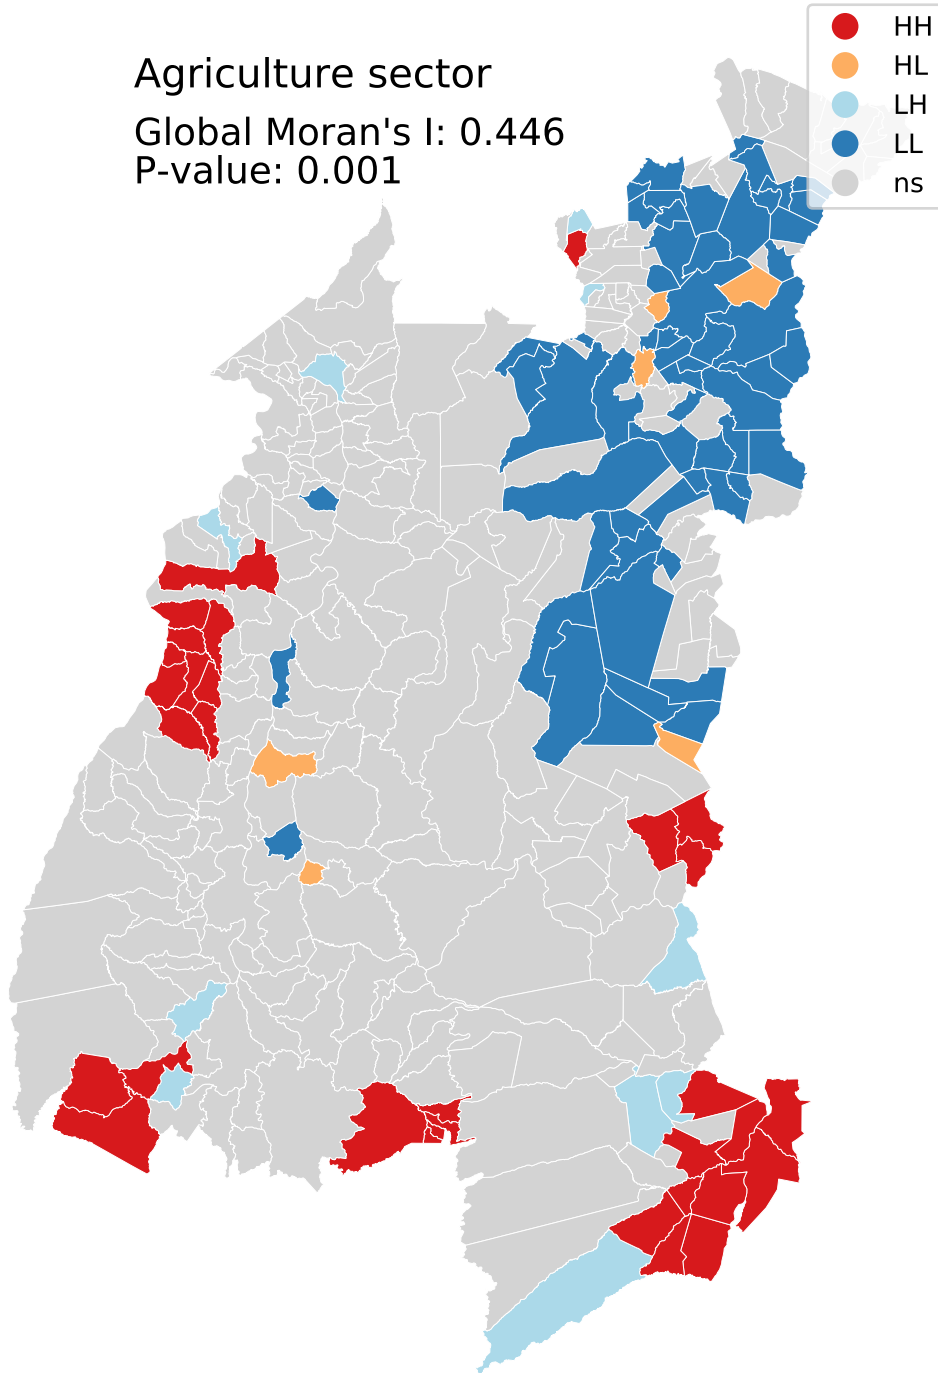 Agriculture sector
Global Moran's I: 0.446
P-value: 0.001
HH
HL
LH
LL
ns